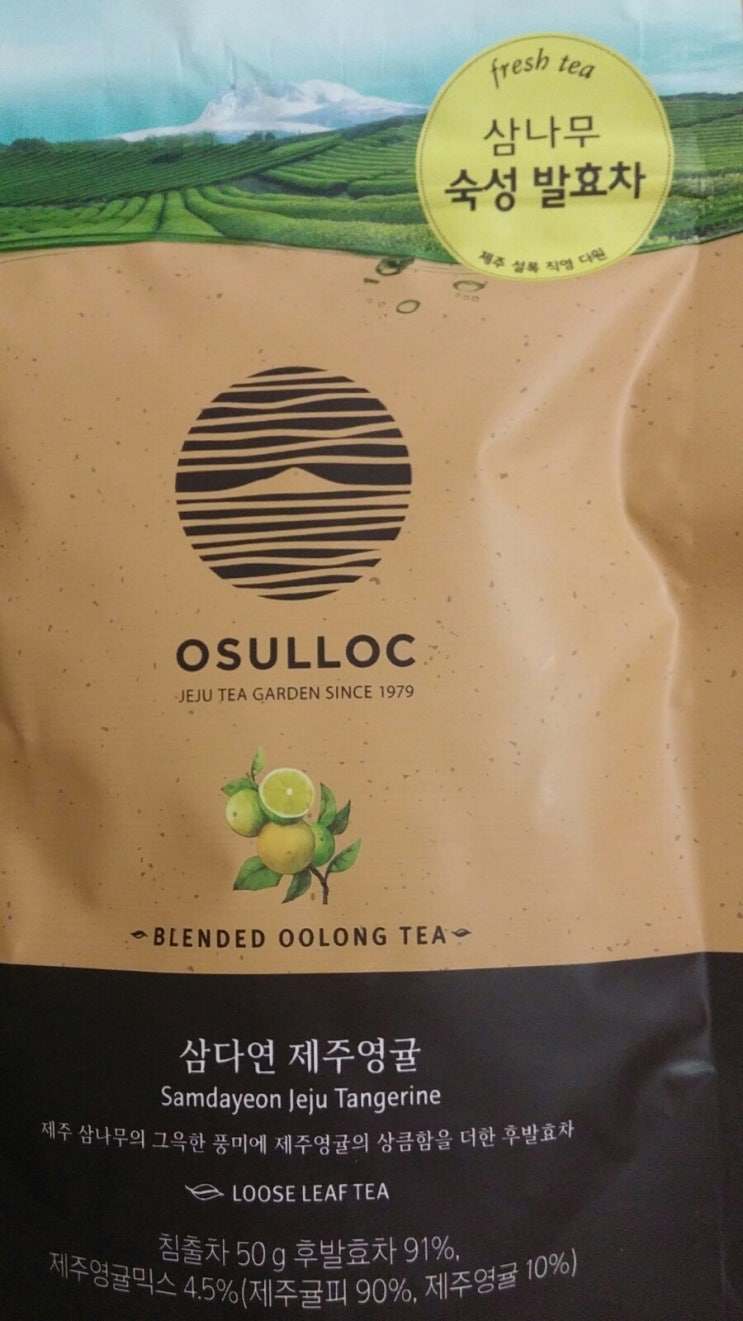 fresh tea
삼나무
숙성 발효차
제주 설록 직영 다원
OSULLOC
JEJU TEA GARDEN SINCE 1979
BLENDED OOLONG TEA
삼다연 제주영귤
Samdayeon Jeju Tangerine
제주 삼나무의 그윽한 풍미에 제주영귤의 상큼함을 더한 후발효차
LOOSE LEAF TEA
침출차 50 g 후발효차 91%,
제주영귤믹스 4.5%(제주귤피 90%, 제주영귤 10%)